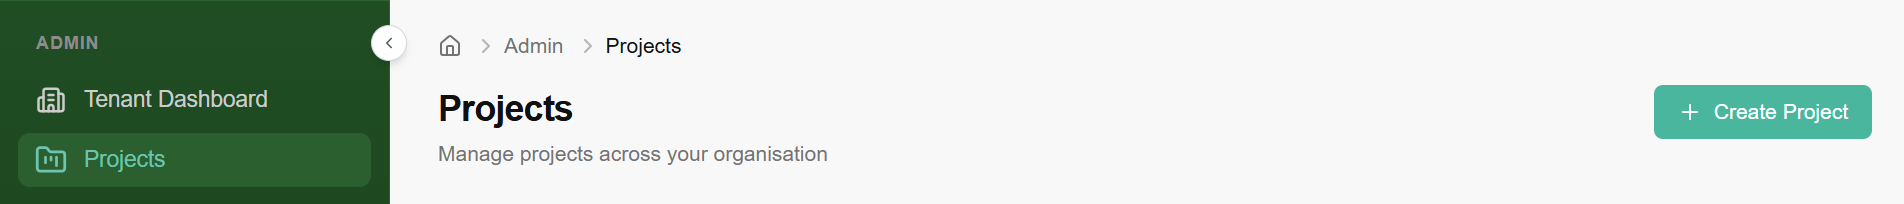 ADMIN
Tenant Dashboard
Projects
Admin
Projects
Projects
Manage projects across your organisation
Create Project